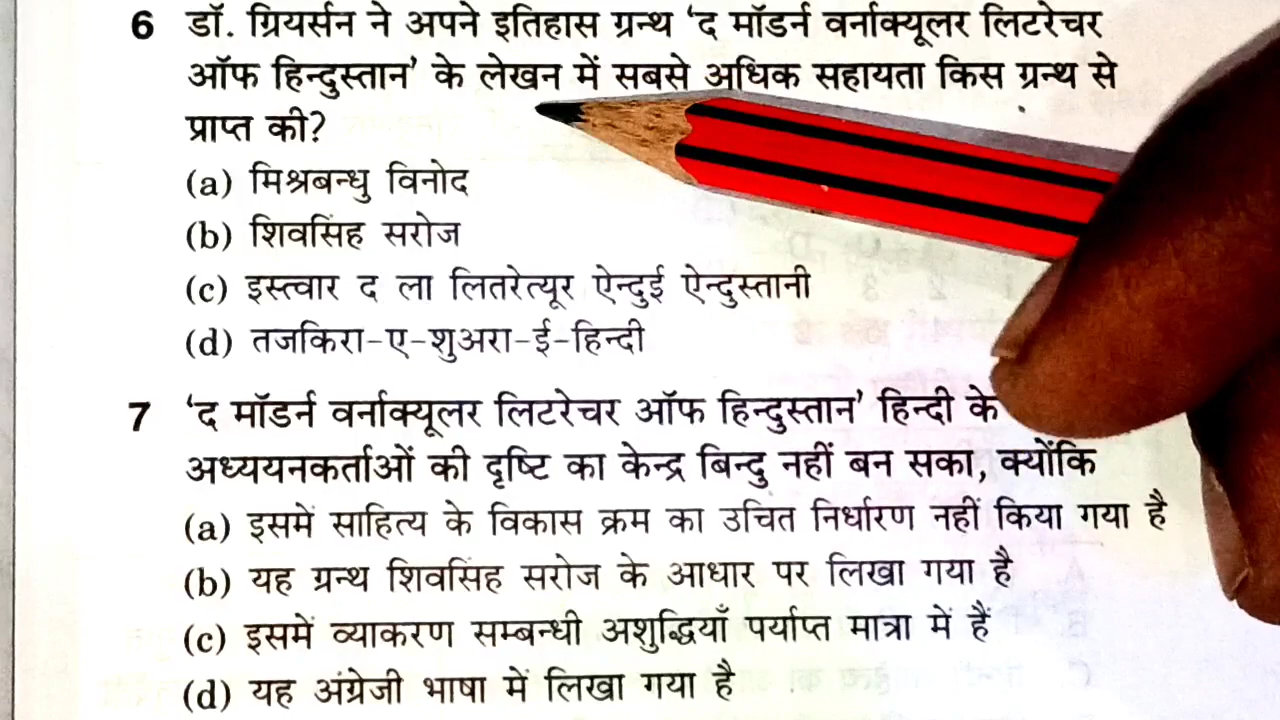 6 डॉ. ग्रियर्सन ने अपने इतिहास ग्रन्थ ‘द मॉडर्न वर्नाक्यूलर लिटरेचर
ऑफ हिन्दुस्तान’ के लेखन में सबसे अधिक सहायता किस ग्रन्थ से
प्राप्त की?
(a) मिश्रबन्धु विनोद
(b) शिवसिंह सरोज
(c) इस्त्वार द ला लितरेत्यूर ऐन्दुई ऐन्दुस्तानी
(d) तजकिरा-ए-शुअरा-ई-हिन्दी
7 ‘द मॉडर्न वर्नाक्यूलर लिटरेचर ऑफ हिन्दुस्तान’ हिन्दी के
अध्ययनकर्ताओं की दृष्टि का केन्द्र बिन्दु नहीं बन सका, क्योंकि
(a) इसमें साहित्य के विकास क्रम का उचित निर्धारण नहीं किया गया है
(b) यह ग्रन्थ शिवसिंह सरोज के आधार पर लिखा गया है
(c) इसमें व्याकरण सम्बन्धी अशुद्धियाँ पर्याप्त मात्रा में हैं
(d) यह अंग्रेजी भाषा में लिखा गया है